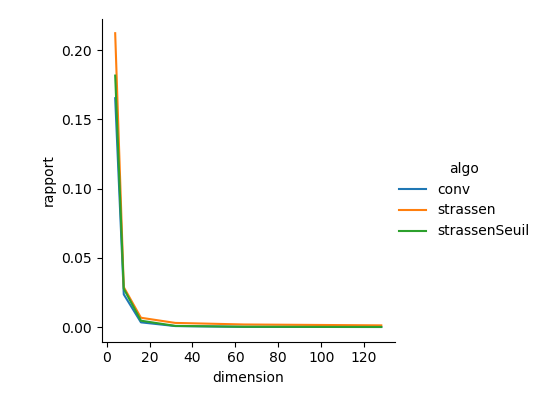 0.20
0.15
0.10
0.05
0.00
rapport
0 20 40 60 80 100 120
dimension
algo
conv
strassen
strassenSeuil